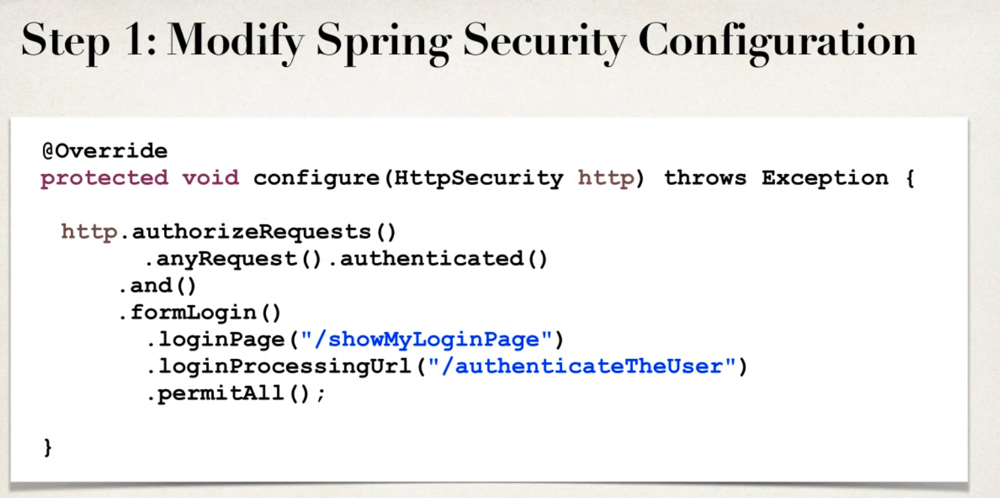 Step 1: Modify Spring Security Configuration
@Override
protected void configure(HttpSecurity http) throws Exception {
http.authorizeRequests()
.anyRequest().authenticated()
.and()
.formLogin()
.loginPage("/showMyLoginPage")
.loginProcessingUrl("/authenticateTheUser")
.permitAll();
}